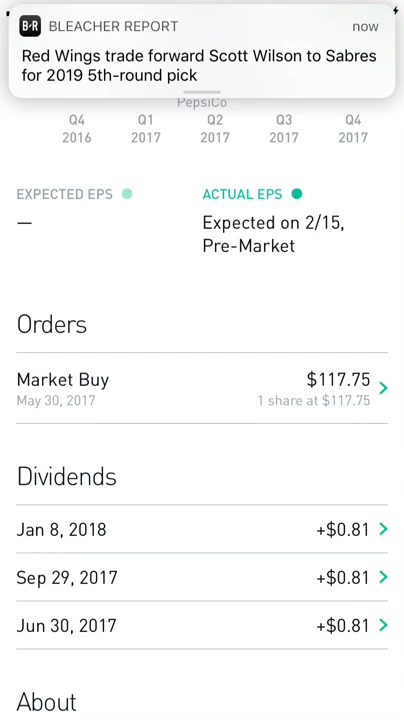 B/R BLEACHER REPORT now
Red Wings trade forward Scott Wilson to Sabres
for 2019 5th-round pick
PepsiCo
Q4 Q1 Q2 Q3 Q4
2016 2017 2017 2017 2017
EXPECTED EPS ACTUAL EPS
— Expected on 2/15,
Pre-Market
Orders
Market Buy $117.75
May 30, 2017 1 share at $117.75
Dividends
Jan 8, 2018 +$0.81
Sep 29, 2017 +$0.81
Jun 30, 2017 +$0.81
About